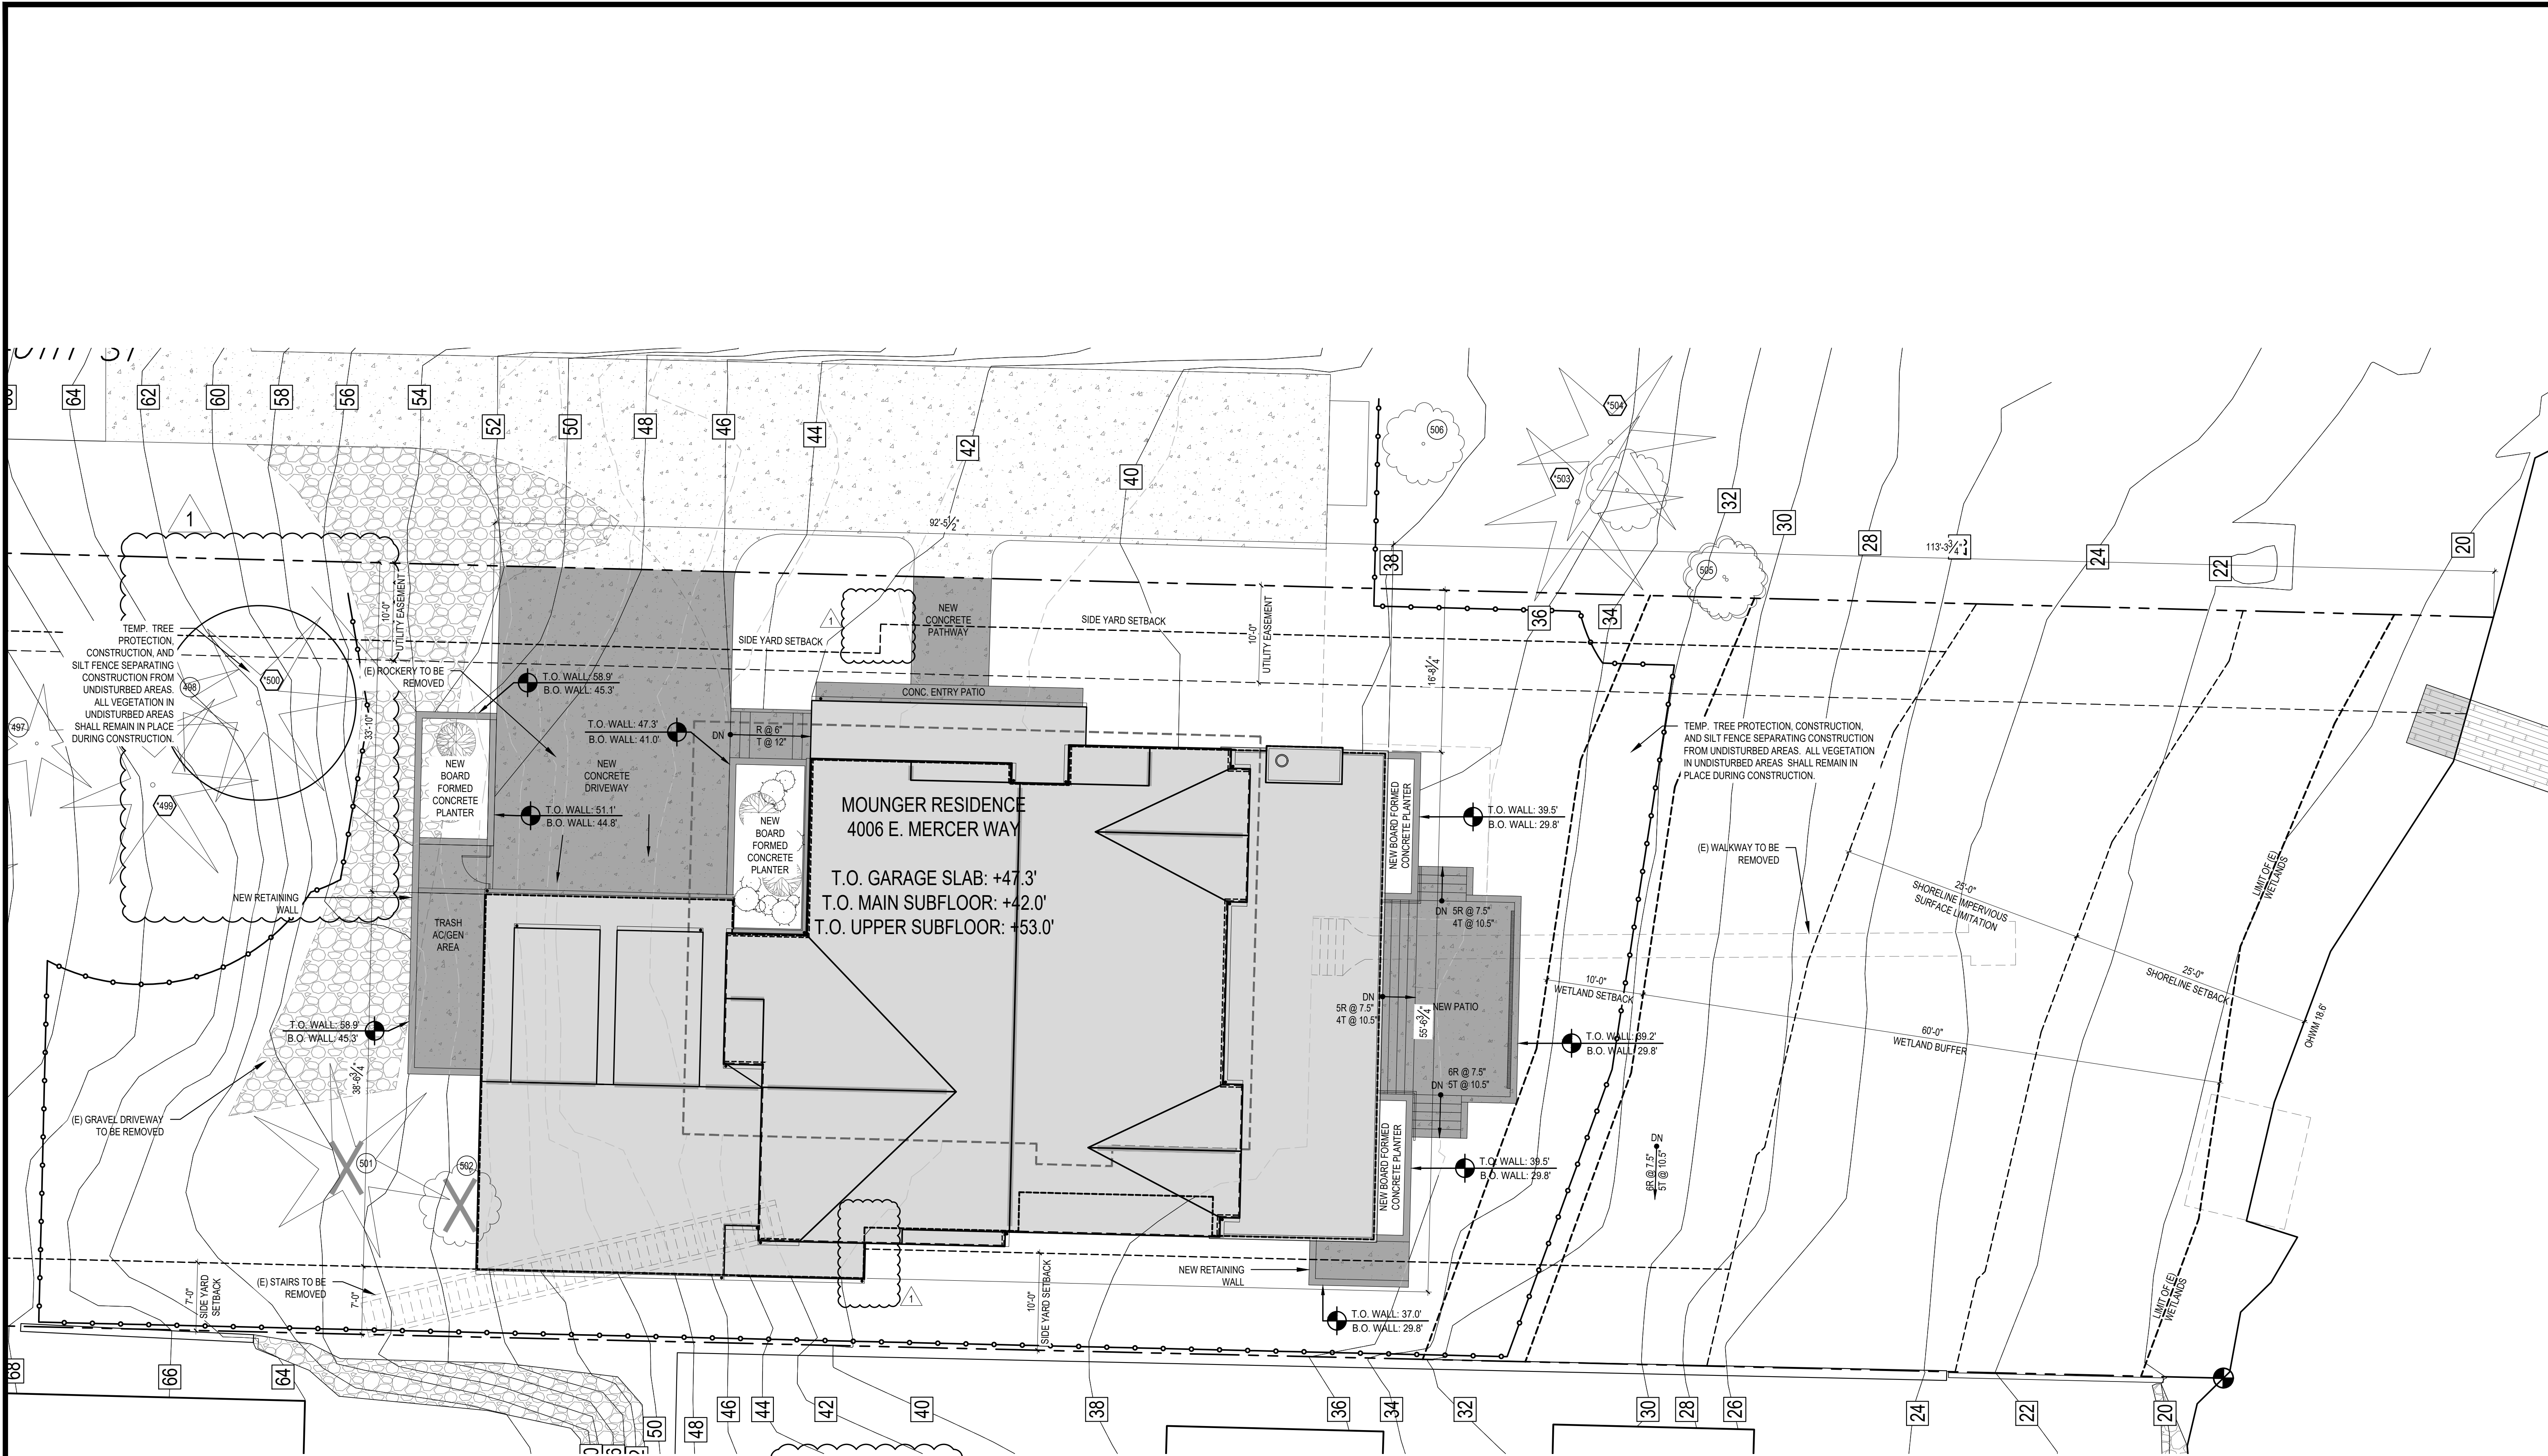 64
62
60
58
56
54
52
50
48
46
44
42
40
38
36
34
32
30
28
24
22
20
1
92'-5 1/2"
506
*504
*503
505
10'-0"
UTILITY EASEMENT
TEMP. TREE
PROTECTION,
CONSTRUCTION, AND
SILT FENCE SEPARATING
CONSTRUCTION FROM
UNDISTURBED AREAS.
ALL VEGETATION IN
UNDISTURBED AREAS
SHALL REMAIN IN PLACE
DURING CONSTRUCTION.
*500
498
497
*499
33'-10"
(E) ROCKERY TO BE
REMOVED
T.O. WALL: 58.9'
B.O. WALL: 45.3'
T.O. WALL: 47.3'
B.O. WALL: 41.0'
DN
R @ 6"
T @ 12"
SIDE YARD SETBACK
1
NEW
CONCRETE
PATHWAY
SIDE YARD SETBACK
10'-0"
UTILITY EASEMENT
16'-8 1/4"
CONC. ENTRY PATIO
NEW
BOARD
FORMED
CONCRETE
PLANTER
NEW
CONCRETE
DRIVEWAY
T.O. WALL: 51.1'
B.O. WALL: 44.8'
NEW
BOARD
FORMED
CONCRETE
PLANTER
MOUNGER RESIDENCE
4006 E. MERCER WAY
T.O. GARAGE SLAB: +47.3'
T.O. MAIN SUBFLOOR: +42.0'
T.O. UPPER SUBFLOOR: +53.0'
NEW BOARD FORMED
CONCRETE PLANTER
T.O. WALL: 39.5'
B.O. WALL: 29.8'
TEMP. TREE PROTECTION, CONSTRUCTION,
AND SILT FENCE SEPARATING CONSTRUCTION
FROM UNDISTURBED AREAS. ALL VEGETATION
IN UNDISTURBED AREAS SHALL REMAIN IN
PLACE DURING CONSTRUCTION.
(E) WALKWAY TO BE
REMOVED
25'-0"
SHORELINE IMPERVIOUS
SURFACE LIMITATION
LIMIT OF (E)
WETLANDS
25'-0"
SHORELINE SETBACK
OHWM 18.6'
NEW RETAINING
WALL
TRASH
AC/GEN
AREA
DN
5R @ 7.5"
4T @ 10.5"
DN
5R @ 7.5"
4T @ 10.5"
NEW PATIO
55'-6 3/4"
10'-0"
WETLAND SETBACK
60'-0"
WETLAND BUFFER
T.O. WALL: 58.9'
B.O. WALL: 45.3'
T.O. WALL: 39.2'
B.O. WALL: 29.8'
38'-6 3/4"
6R @ 7.5"
DN 5T @ 10.5"
(E) GRAVEL DRIVEWAY
TO BE REMOVED
501
502
NEW BOARD FORMED
CONCRETE PLANTER
T.O. WALL: 39.5'
B.O. WALL: 29.8'
DN
6R @ 7.5"
5T @ 10.5"
7'-0"
SIDE YARD
SETBACK
(E) STAIRS TO BE
REMOVED
7'-0"
1
10'-0"
SIDE YARD SETBACK
NEW RETAINING
WALL
T.O. WALL: 37.0'
B.O. WALL: 29.8'
LIMIT OF (E)
WETLANDS
68
66
64
50
48
46
44
42
40
38
36
34
32
30
28
26
24
22
20